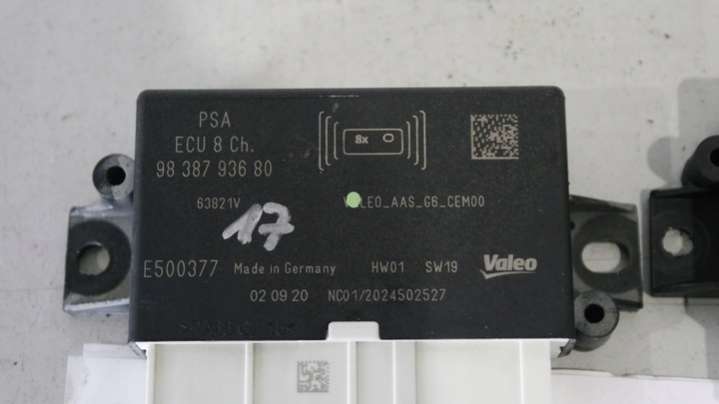 PSA
ECU 8 Ch.
98 387 936 80
8x
63821V
VALEO_AAS_G6_CEM00
17
E500377 Made in Germany HW01 SW19 Valeo
02 09 20 NC01/2024502527